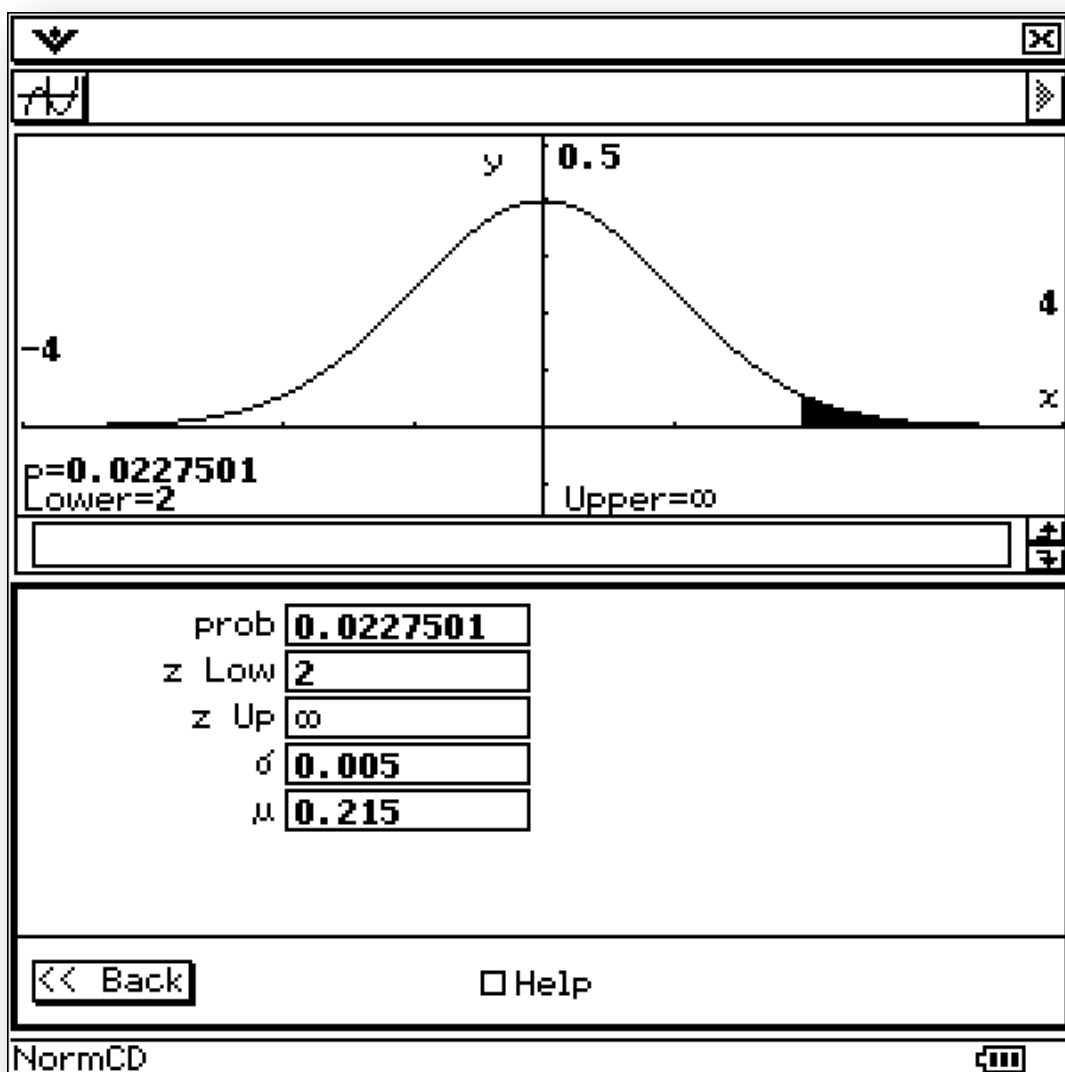 y 0.5
4
-4
x
p=0.0227501
Lower=2 Upper=∞
prob 0.0227501
z Low 2
z Up ∞
σ 0.005
μ 0.215
<< Back Help
NormCD